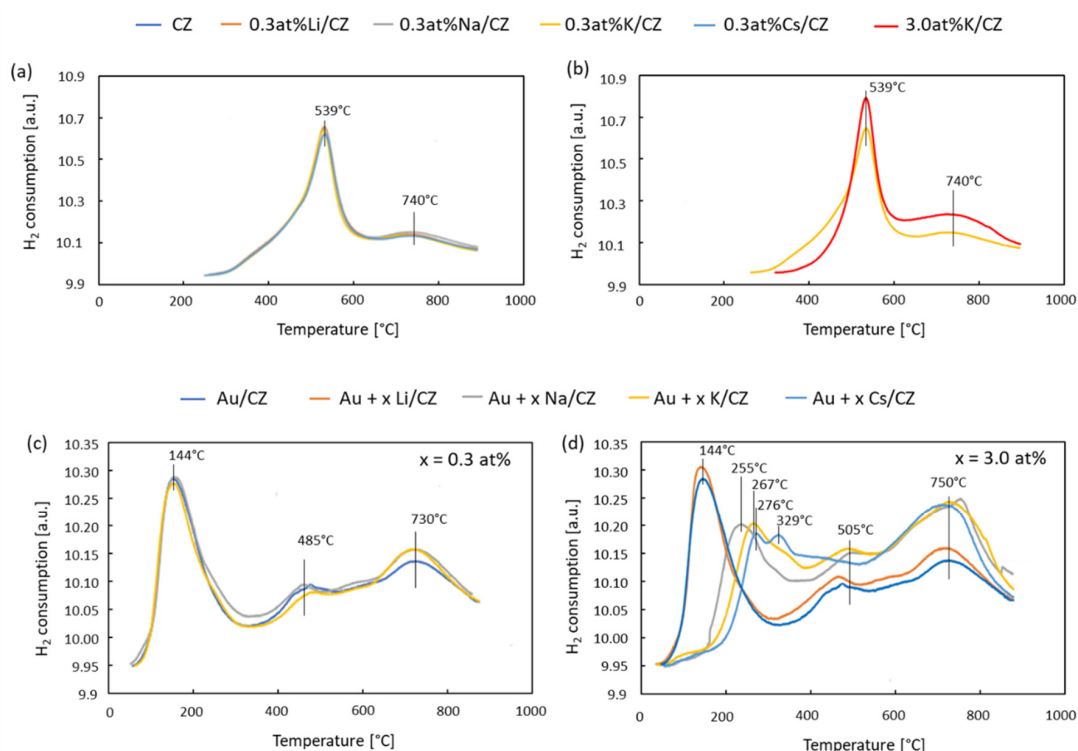 CZ 0.3at%Li/CZ 0.3at%Na/CZ 0.3at%K/CZ 0.3at%Cs/CZ 3.0at%K/CZ
(a)
H₂ consumption [a.u.]
10.9
10.7
10.5
10.3
10.1
9.9
539°C
740°C
0 200 400 600 800 1000
Temperature [°C]
(b)
H₂ consumption [a.u.]
10.9
10.7
10.5
10.3
10.1
9.9
539°C
740°C
0 200 400 600 800 1000
Temperature [°C]
Au/CZ Au + x Li/CZ Au + x Na/CZ Au + x K/CZ Au + x Cs/CZ
(c)
H₂ consumption [a.u.]
10.35
10.30
10.25
10.20
10.15
10.10
10.05
10.00
9.95
9.9
144°C
x = 0.3 at%
485°C
730°C
0 200 400 600 800 1000
Temperature [°C]
(d)
H₂ consumption [a.u.]
10.35
10.30
10.25
10.20
10.15
10.10
10.05
10.00
9.95
9.9
144°C
x = 3.0 at%
255°C
267°C
276°C
329°C
505°C
750°C
0 200 400 600 800 1000
Temperature [°C]